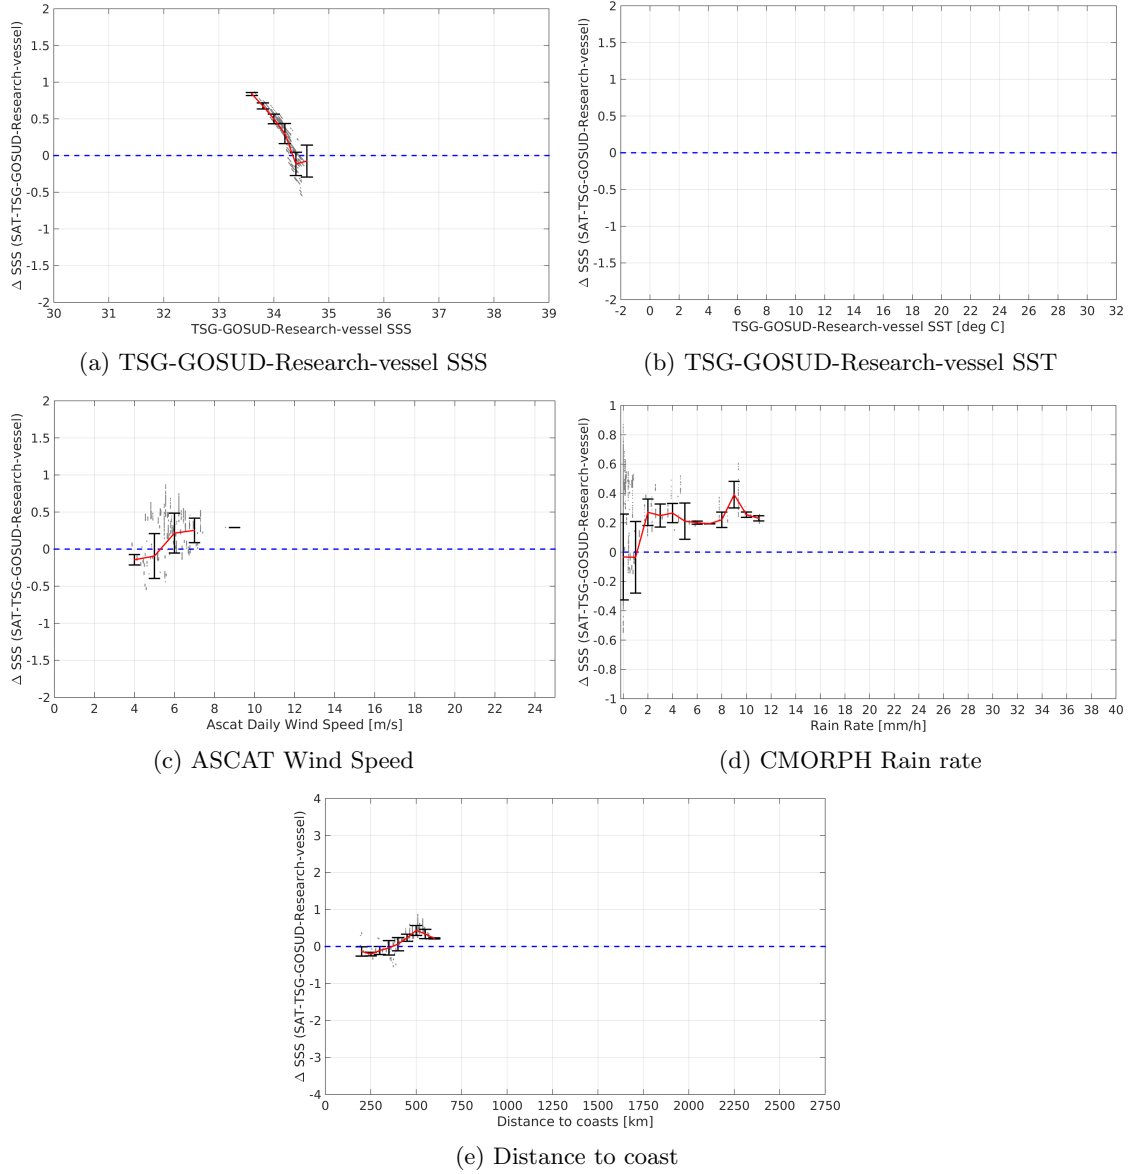 Δ SSS (SAT-TSG-GOSUD-Research-vessel)
2
1.5
1
0.5
0
-0.5
-1
-1.5
-2
30 31 32 33 34 35 36 37 38 39
TSG-GOSUD-Research-vessel SSS
(a) TSG-GOSUD-Research-vessel SSS
Δ SSS (SAT-TSG-GOSUD-Research-vessel)
2
1.5
1
0.5
0
-0.5
-1
-1.5
-2
-2 0 2 4 6 8 10 12 14 16 18 20 22 24 26 28 30 32
TSG-GOSUD-Research-vessel SST [deg C]
(b) TSG-GOSUD-Research-vessel SST
Δ SSS (SAT-TSG-GOSUD-Research-vessel)
2
1.5
1
0.5
0
-0.5
-1
-1.5
-2
0 2 4 6 8 10 12 14 16 18 20 22 24
Ascat Daily Wind Speed [m/s]
(c) ASCAT Wind Speed
Δ SSS (SAT-TSG-GOSUD-Research-vessel)
1
0.8
0.6
0.4
0.2
0
-0.2
-0.4
-0.6
-0.8
-1
0 2 4 6 8 10 12 14 16 18 20 22 24 26 28 30 32 34 36 38 40
Rain Rate [mm/h]
(d) CMORPH Rain rate
Δ SSS (SAT-TSG-GOSUD-Research-vessel)
4
3
2
1
0
-1
-2
-3
-4
0 250 500 750 1000 1250 1500 1750 2000 2250 2500 2750
Distance to coasts [km]
(e) Distance to coast